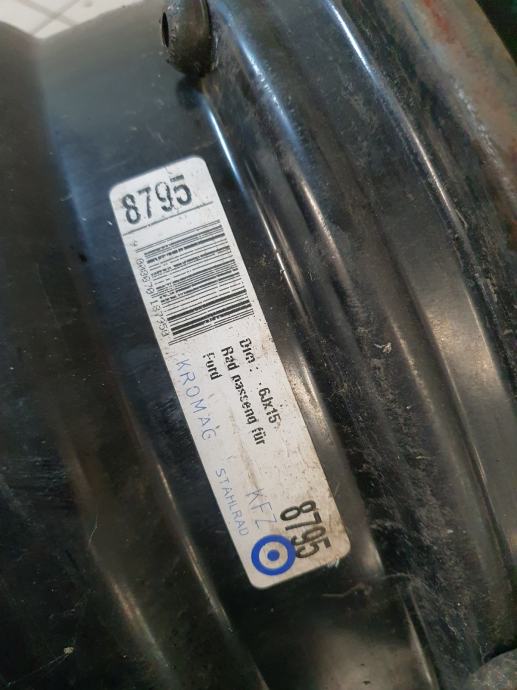 8795
Dim.: 6Jx15
Rad passend für
Ford
KROMAG
STAHLRAD
KFZ
8795